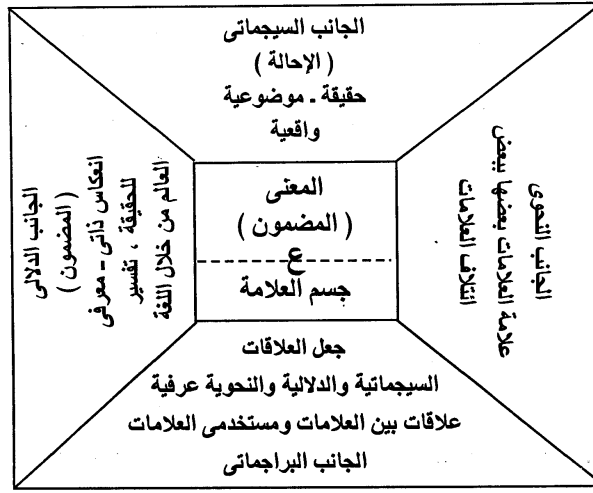 الجانب السيجماتى
( الإحالة )
حقيقة ـ موضوعية
واقعية
الجانب النحوى
علامة العلامات بعضها ببعض
ائتلاف العلامات
المعنى
( المضمون )
ع
جسم العلامة
الجانب الدلالى
( المضمون )
انعكاس ذاتى ـ معرفى
للحقيقة ، تفسير
العالم من خلال اللغة
جعل العلاقات
السيجماتية والدلالية والنحوية عرفية
علاقات بين العلامات ومستخدمى العلامات
الجانب البراجماتى